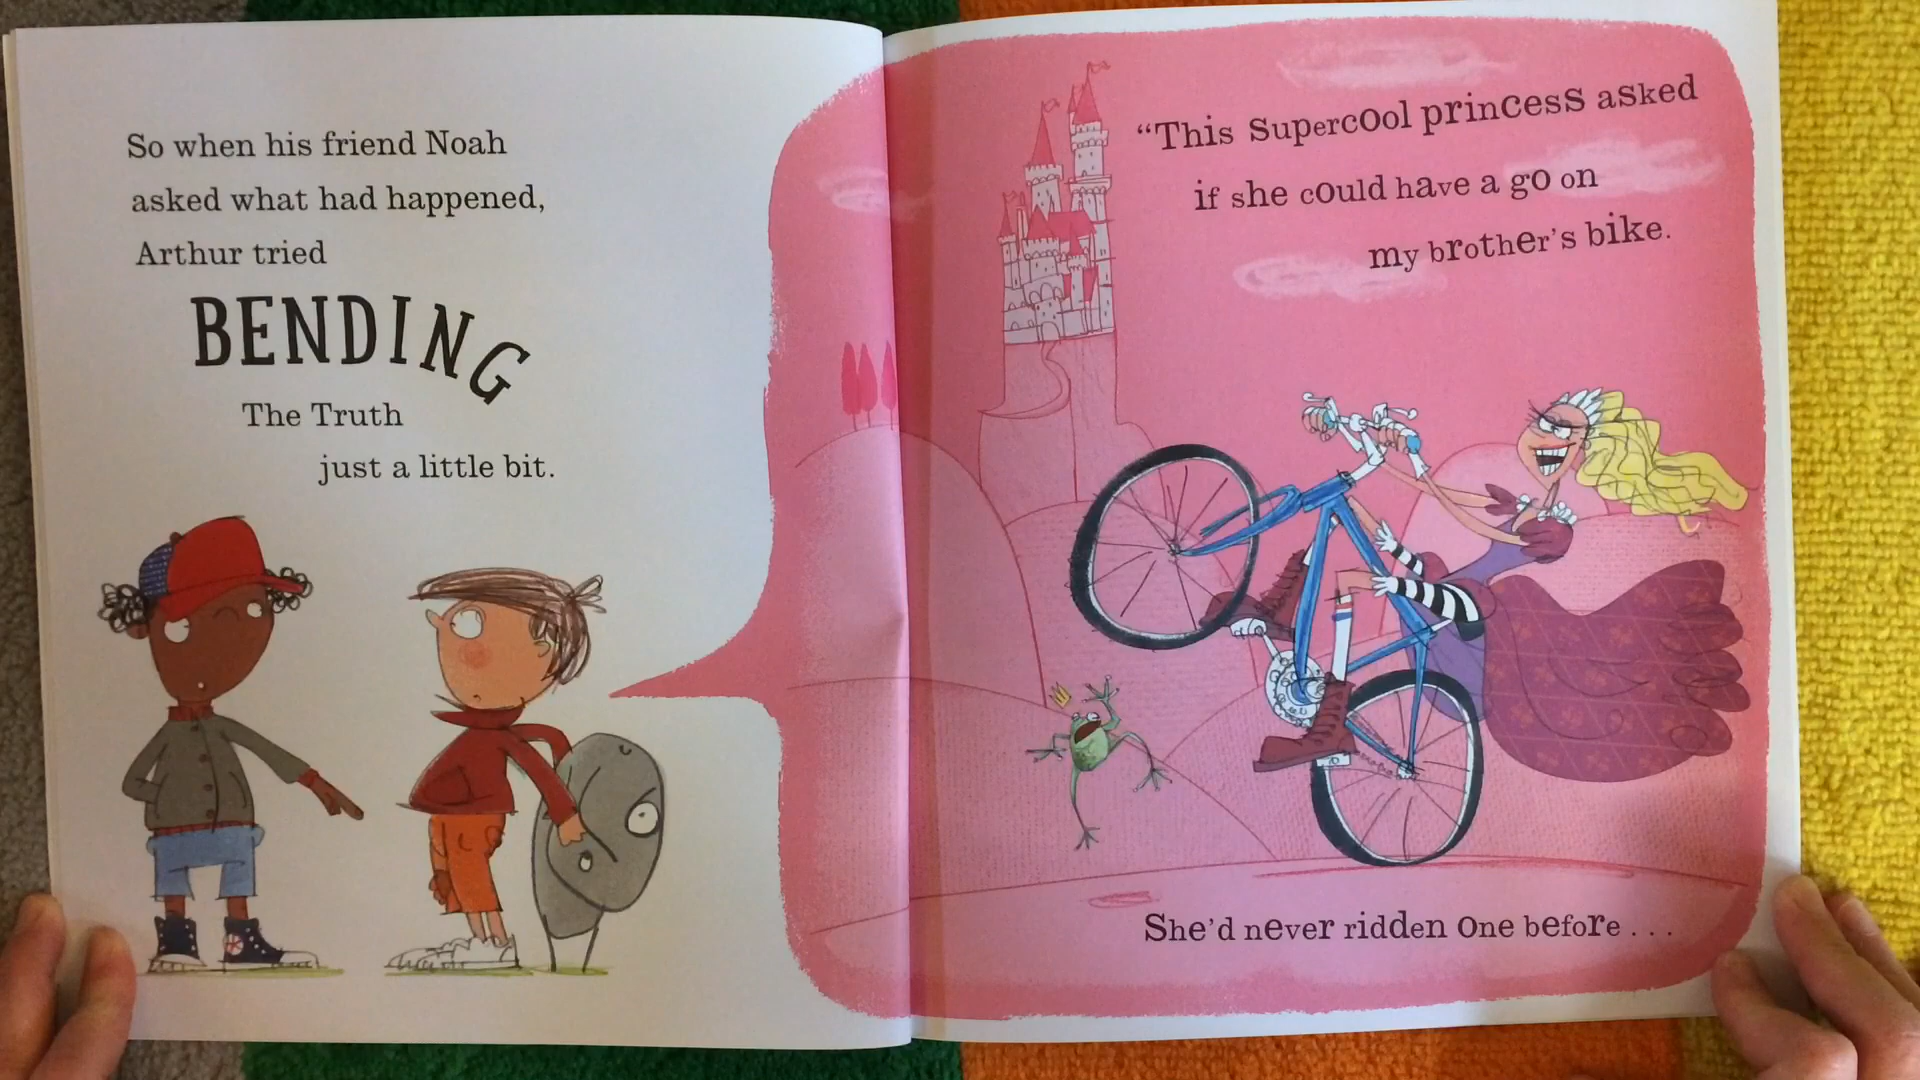 So when his friend Noah
asked what had happened,
Arthur tried
BENDING
The Truth
just a little bit.
“This Supercool princess asked
if she could have a go on
my brother’s bike.
She’d never ridden One before . . .